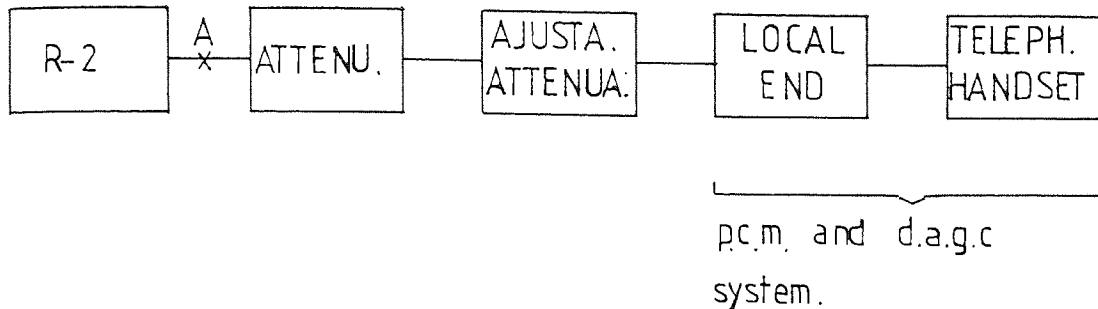 R-2
A
ATTENU.
AJUSTA.
ATTENUA.
LOCAL
END
TELEPH.
HANDSET
p.c.m. and d.a.g.c
system.